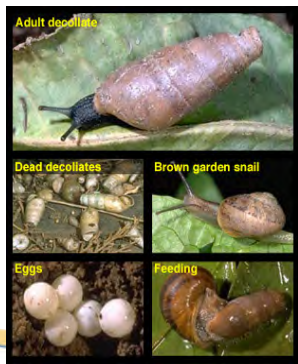 Adult decollate
Dead decollates
Brown garden snail
Eggs
Feeding